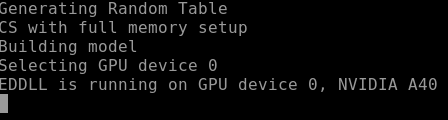 Generating Random Table
CS with full memory setup
Building model
Selecting GPU device 0
EDDLL is running on GPU device 0, NVIDIA A40